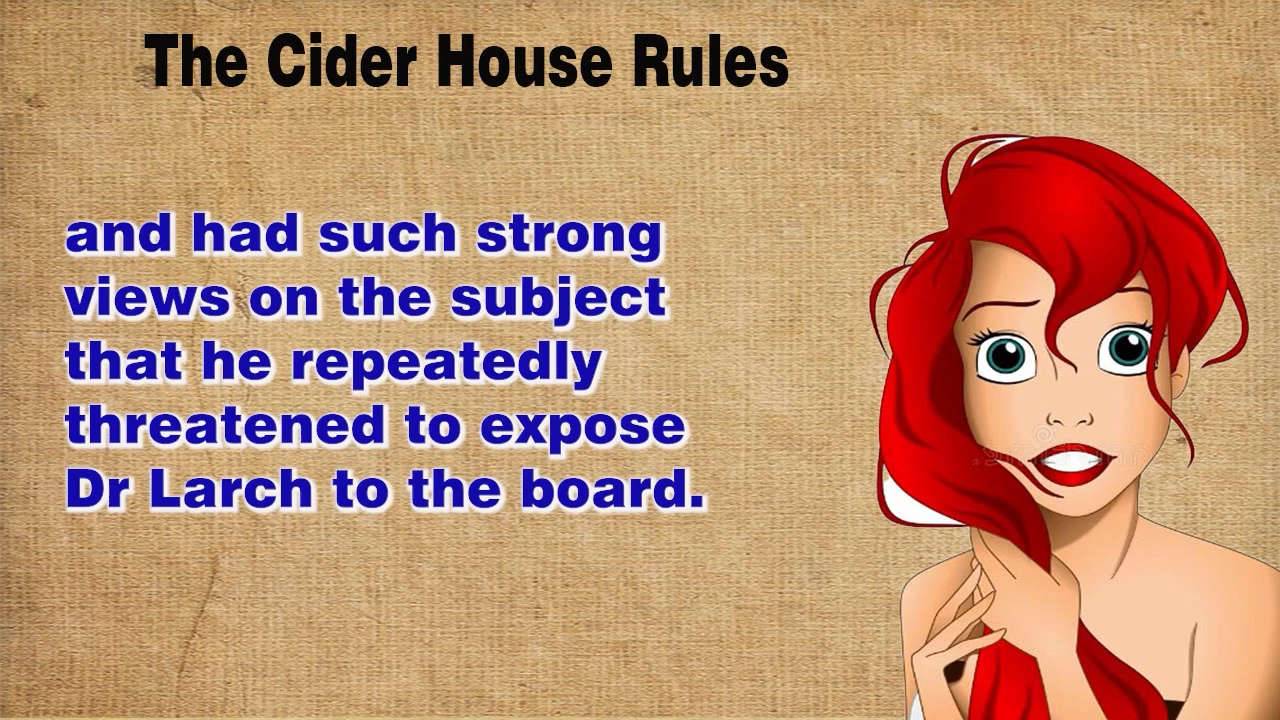 The Cider House Rules
and had such strong
views on the subject
that he repeatedly
threatened to expose
Dr Larch to the board.